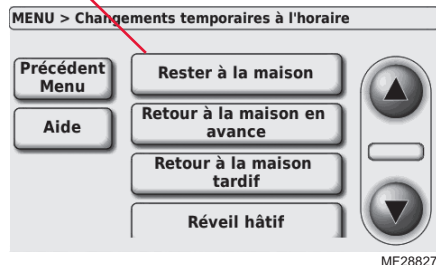 MENU > Changements temporaires à l'horaire
Précédent
Menu
Aide
Rester à la maison
Retour à la maison en
avance
Retour à la maison
tardif
Réveil hâtif
MF28827